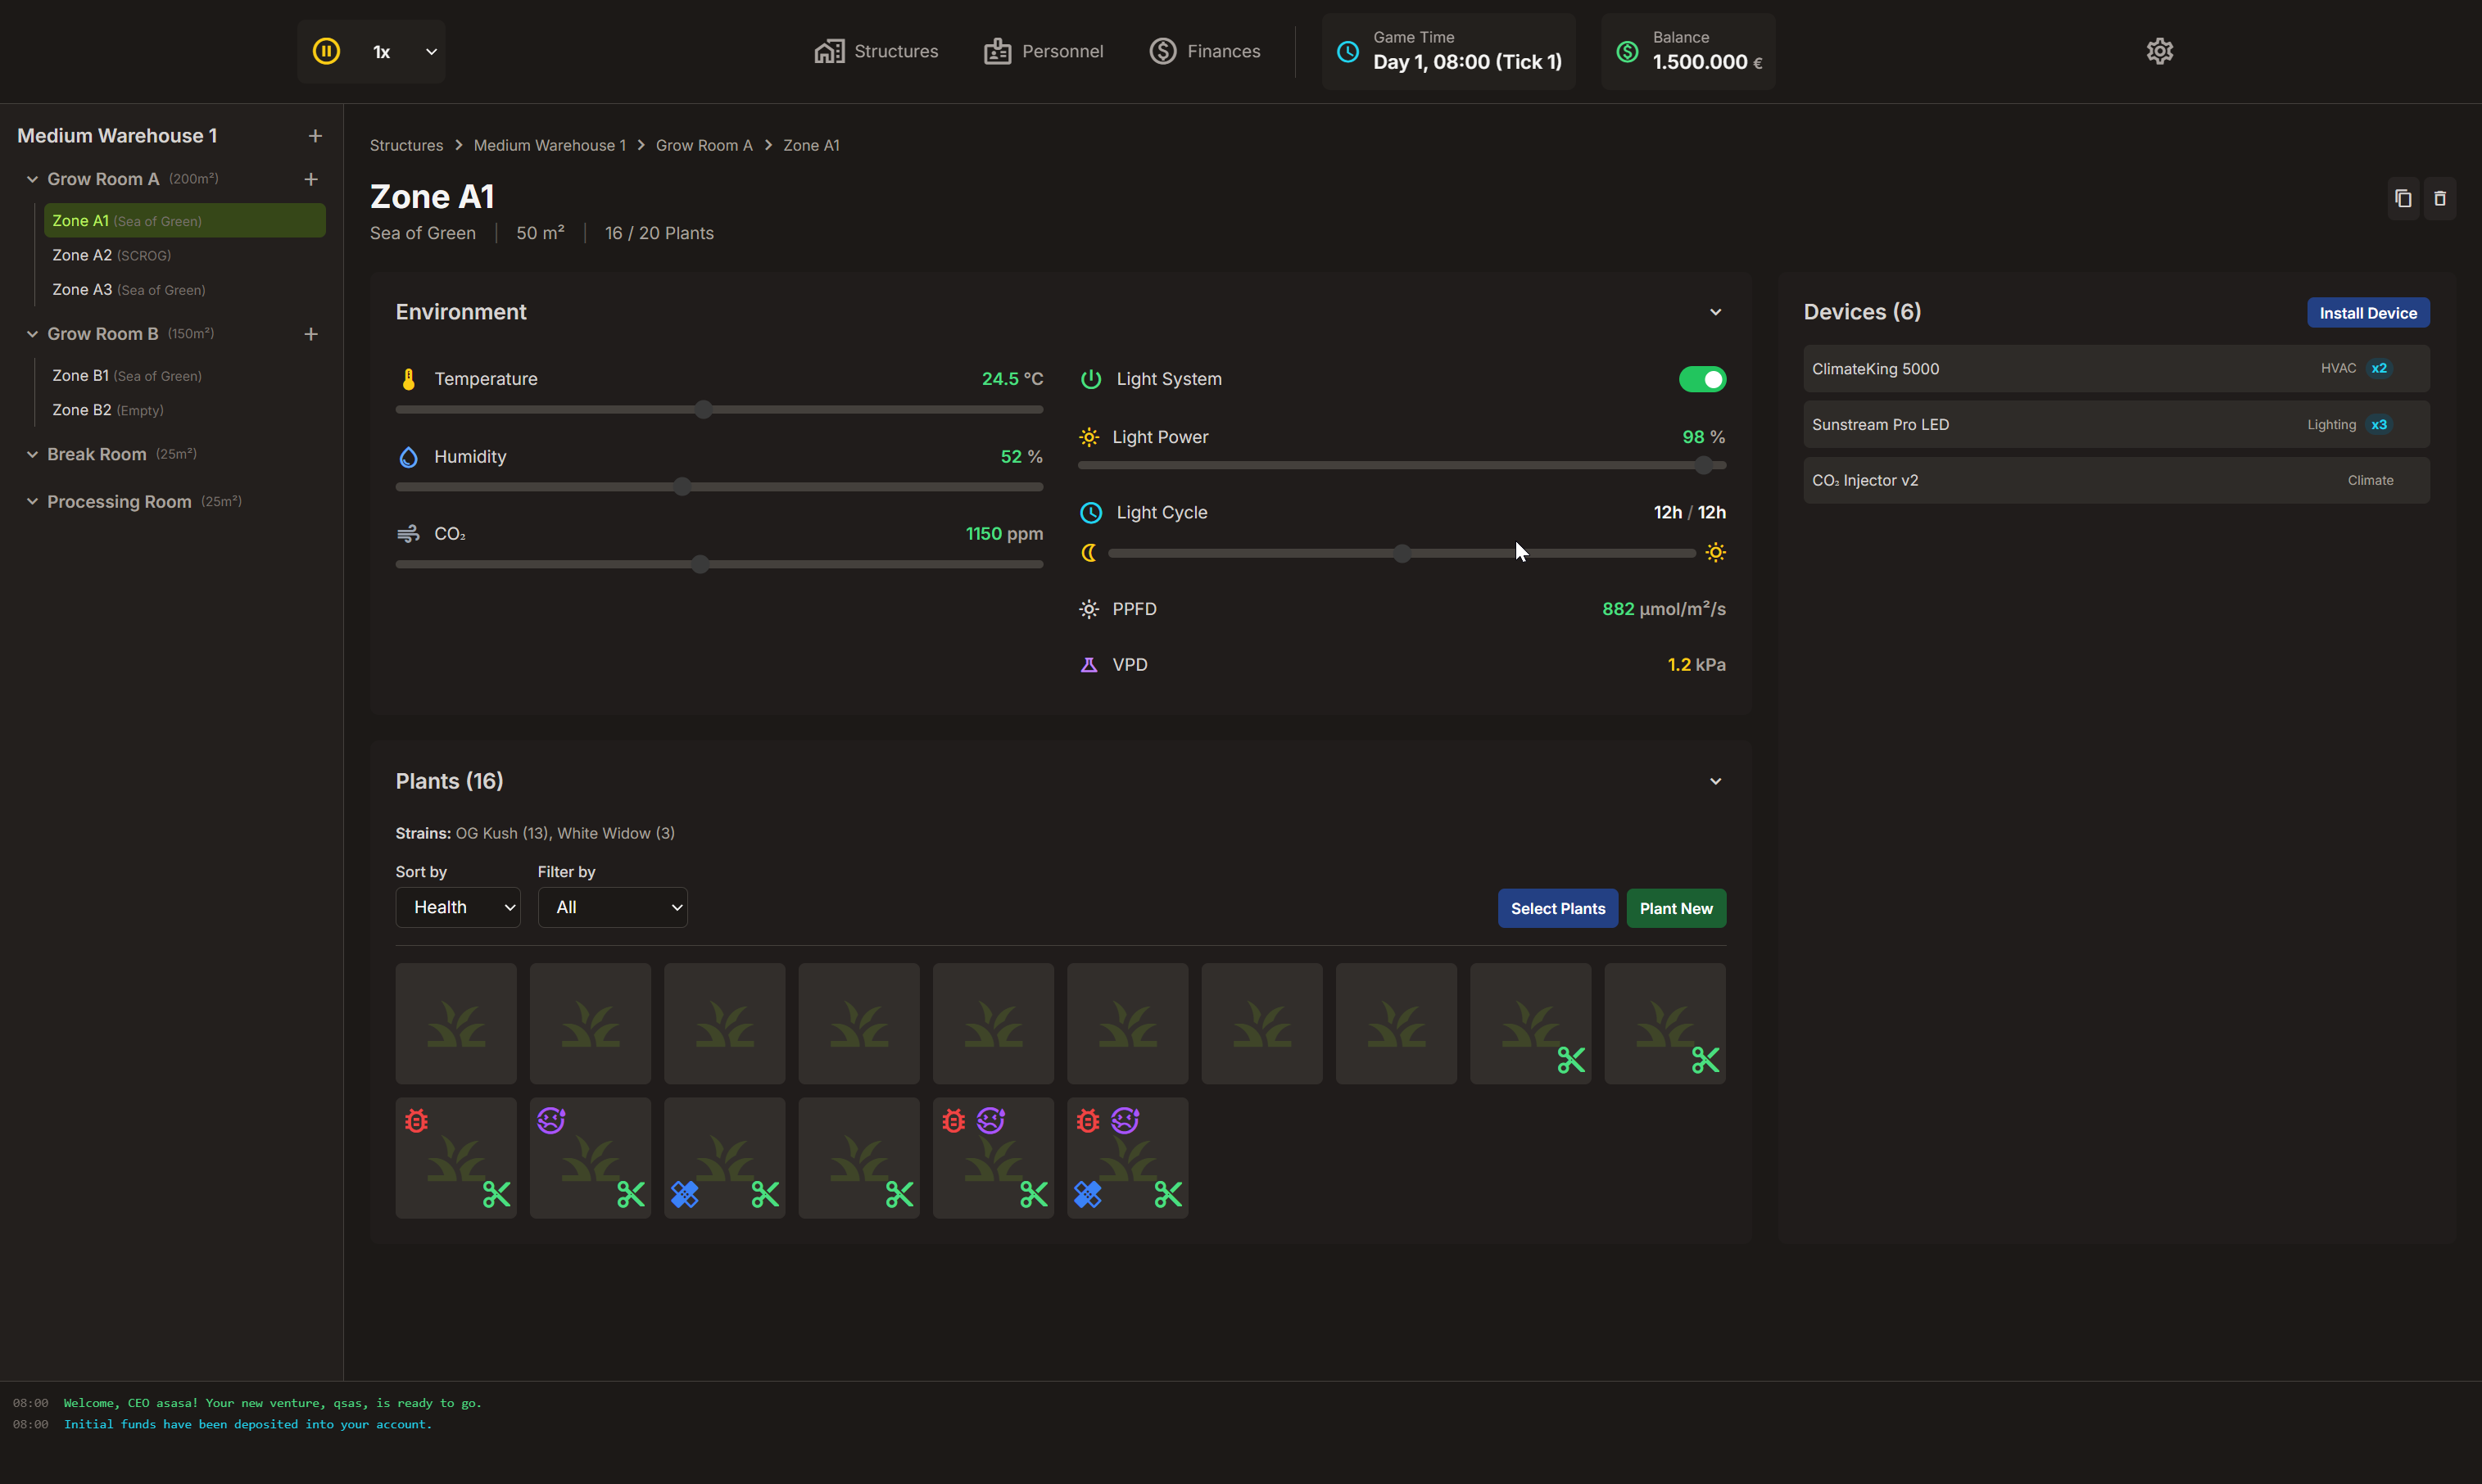 1x
Structures
Personnel
Finances
Game Time
Day 1, 08:00 (Tick 1)
Balance
1.500.000 €
Medium Warehouse 1
Grow Room A (200m²)
Zone A1 (Sea of Green)
Zone A2 (SCROG)
Zone A3 (Sea of Green)
Grow Room B (150m²)
Zone B1 (Sea of Green)
Zone B2 (Empty)
Break Room (25m²)
Processing Room (25m²)
Structures > Medium Warehouse 1 > Grow Room A > Zone A1
Zone A1
Sea of Green | 50 m² | 16 / 20 Plants
Environment
Temperature 24.5 °C
Humidity 52 %
CO₂ 1150 ppm
Light System
Light Power 98 %
Light Cycle 12h / 12h
PPFD 882 µmol/m²/s
VPD 1.2 kPa
Devices (6)
Install Device
ClimateKing 5000 HVAC x2
Sunstream Pro LED Lighting x3
CO₂ Injector v2 Climate
Plants (16)
Strains: OG Kush (13), White Widow (3)
Sort by
Filter by
Health
All
Select Plants
Plant New
08:00 Welcome, CEO asasa! Your new venture, qsas, is ready to go.
08:00 Initial funds have been deposited into your account.